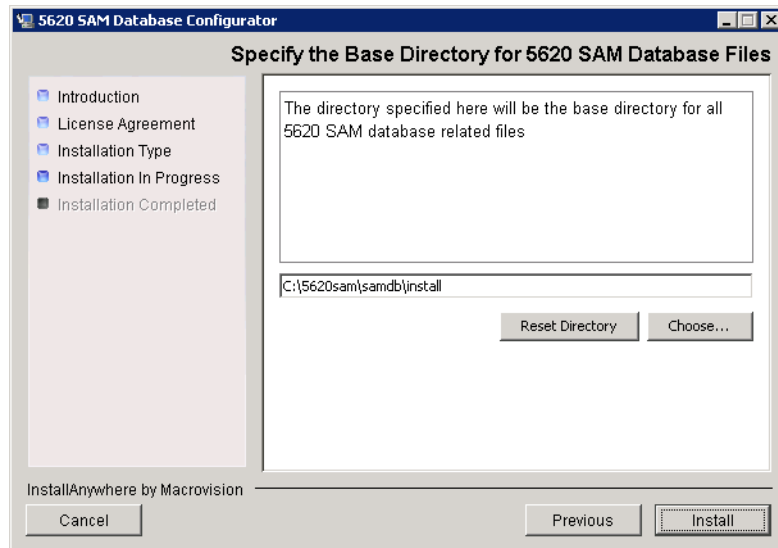 5620 SAM Database Configurator
Specify the Base Directory for 5620 SAM Database Files
Introduction
License Agreement
Installation Type
Installation In Progress
Installation Completed
The directory specified here will be the base directory for all
5620 SAM database related files
C:\5620sam\samdb\install
Reset Directory
Choose...
InstallAnywhere by Macrovision
Cancel
Previous
Install